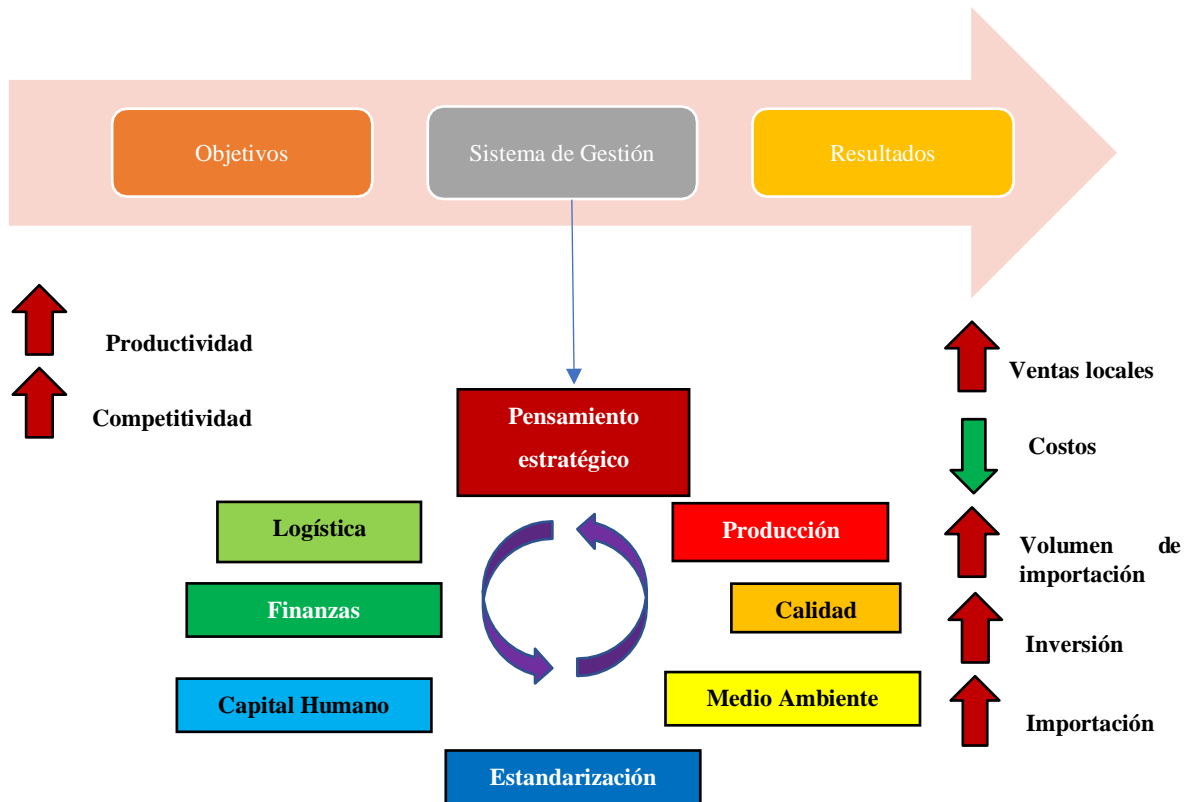 Objetivos
Sistema de Gestión
Resultados
Productividad
Competitividad
Pensamiento
estratégico
Logística
Finanzas
Capital Humano
Estandarización
Producción
Calidad
Medio Ambiente
Ventas locales
Costos
Volumen de
importación
Inversión
Importación